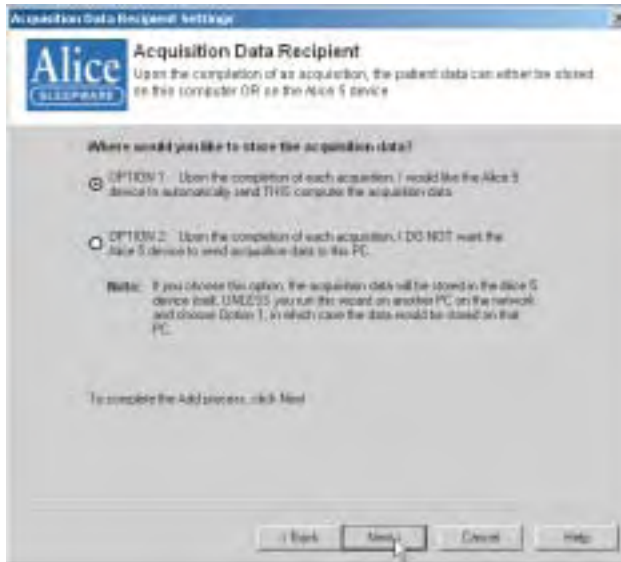 Acquisition Data Recipient Settings
Alice
SLEEPWARE
Acquisition Data Recipient
Upon the completion of an acquisition, the patient data can either be stored
on this computer OR on the Alice 5 device
Where would you like to store the acquisition data?
OPTION 1: Upon the completion of each acquisition, I would like the Alice 5
device to automatically send THIS computer the acquisition data.
OPTION 2: Upon the completion of each acquisition, I DO NOT want the
Alice 5 device to send acquisition data to this PC.
Note: If you choose this option, the acquisition data will be stored in the Alice 5
device itself, UNLESS you run this wizard on another PC on the network
and choose Option 1, in which case the data would be stored on that
PC.
To complete the Add process, click Next
< Back
Next >
Cancel
Help